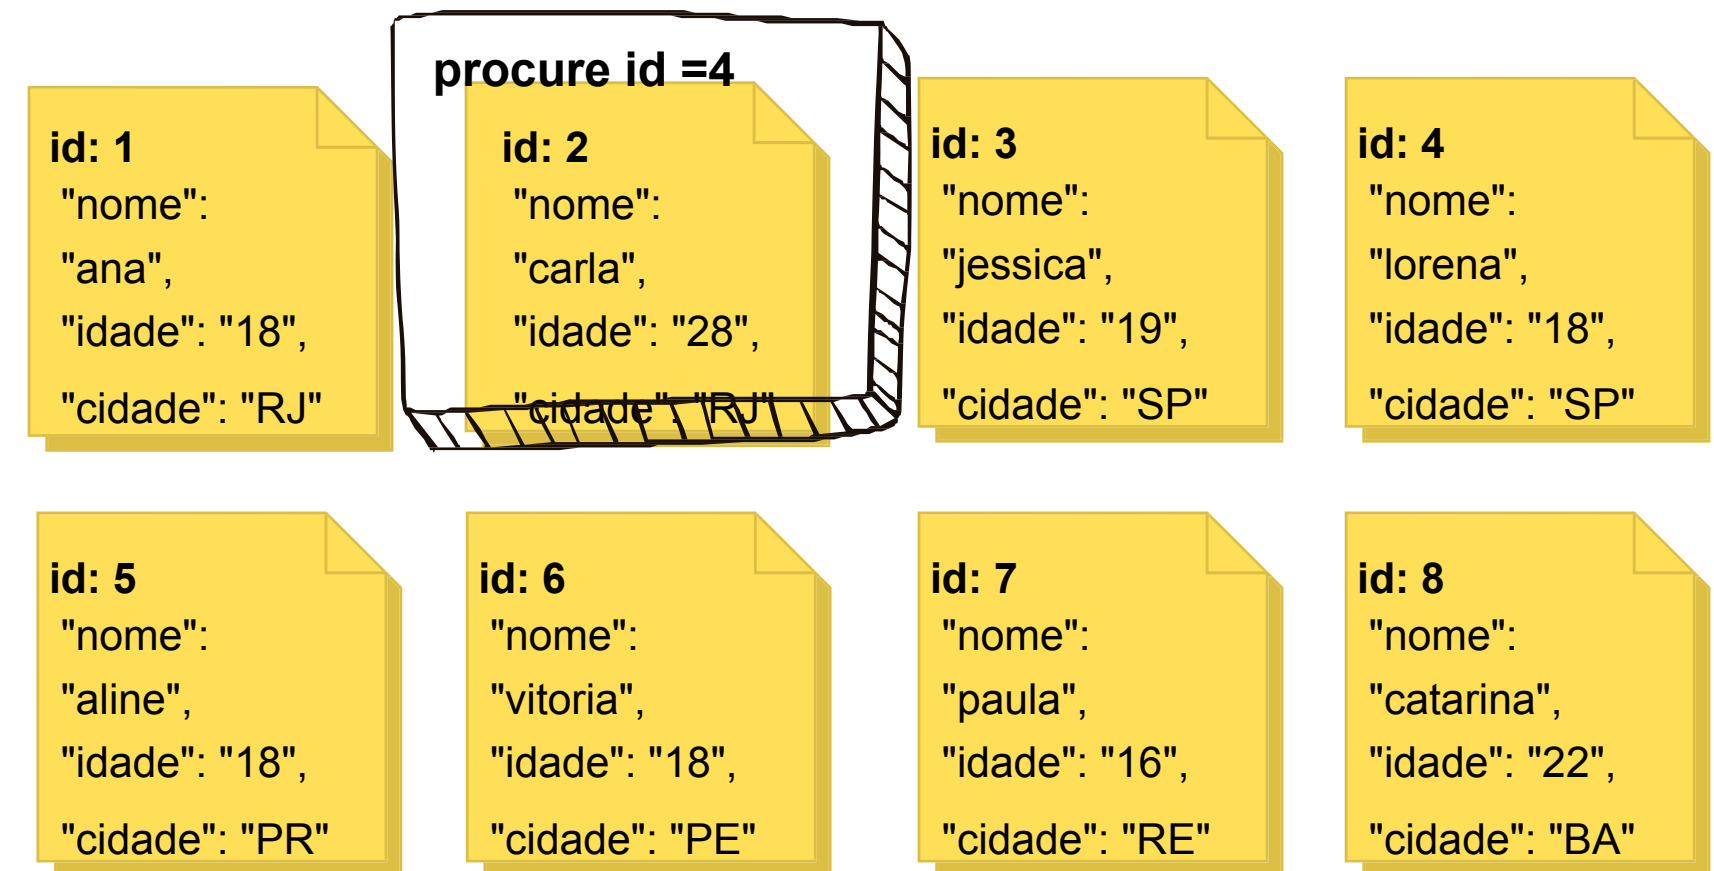 procure id =4
id: 1
"nome":
"ana",
"idade": "18",
"cidade": "RJ"
id: 2
"nome":
"carla",
"idade": "28",
"cidade": "RJ"
id: 3
"nome":
"jessica",
"idade": "19",
"cidade": "SP"
id: 4
"nome":
"lorena",
"idade": "18",
"cidade": "SP"
id: 5
"nome":
"aline",
"idade": "18",
"cidade": "PR"
id: 6
"nome":
"vitoria",
"idade": "18",
"cidade": "PE"
id: 7
"nome":
"paula",
"idade": "16",
"cidade": "RE"
id: 8
"nome":
"catarina",
"idade": "22",
"cidade": "BA"